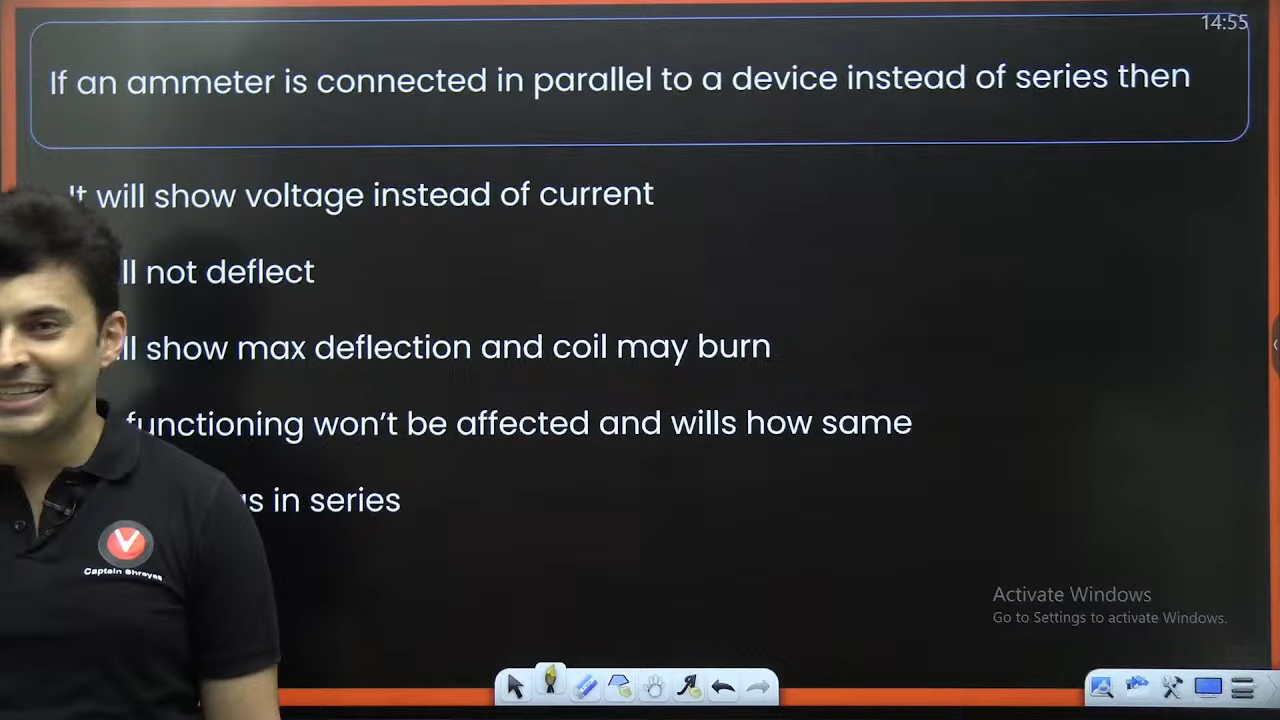 14:55
If an ammeter is connected in parallel to a device instead of series then
It will show voltage instead of current
not deflect
show max deflection and coil may burn
functioning won't be affected and wills how same
in series
V
Captain Shreyas
Activate Windows
Go to Settings to activate Windows.